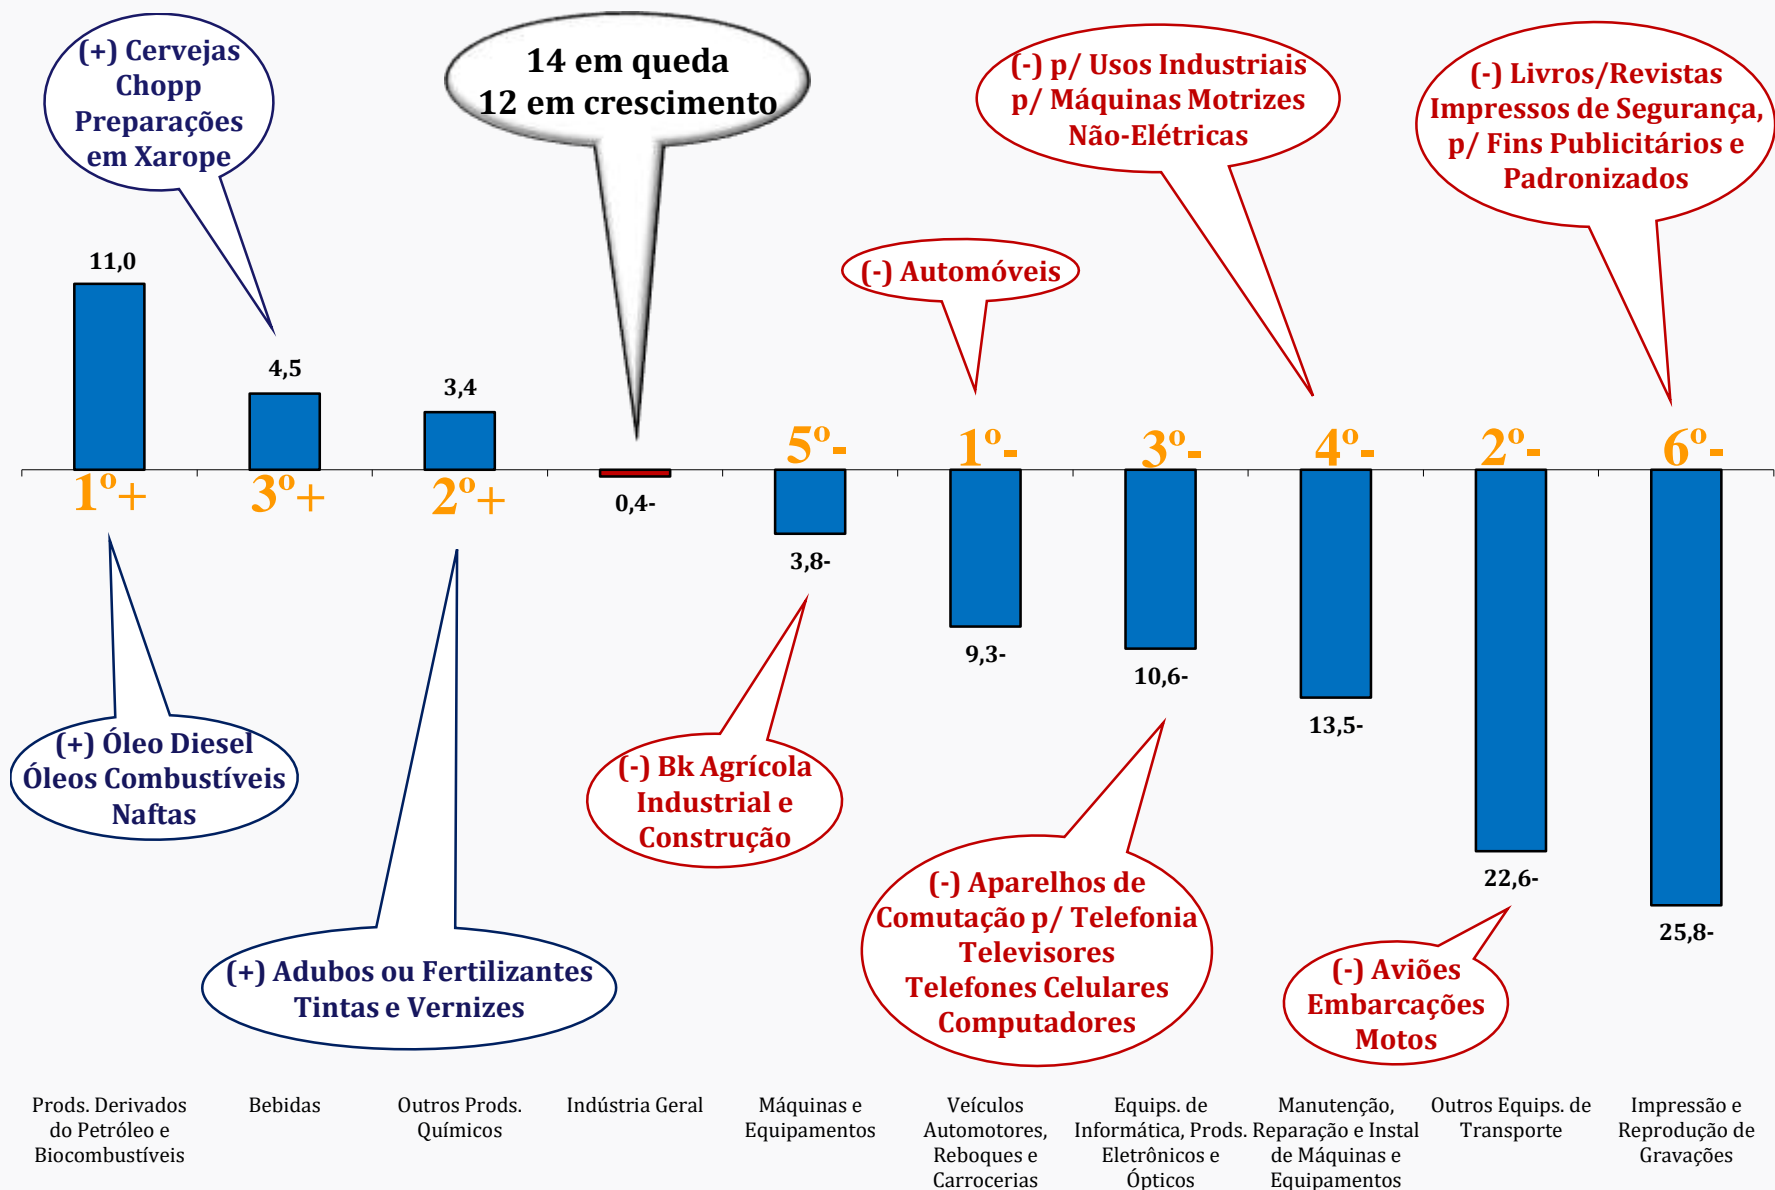 (+) Cervejas
Chopp
Preparações
em Xarope
14 em queda
12 em crescimento
(-) p/ Usos Industriais
p/ Máquinas Motrizes
Não-Elétricas
(-) Livros/Revistas
Impressos de Segurança,
p/ Fins Publicitários e
Padronizados
(-) Automóveis
11,0
4,5
3,4
0,4-
3,8-
9,3-
10,6-
13,5-
22,6-
25,8-
1º+
3º+
2º+
5º-
1º-
3º-
4º-
2º-
6º-
(+) Óleo Diesel
Óleos Combustíveis
Naftas
(+) Adubos ou Fertilizantes
Tintas e Vernizes
(-) Bk Agrícola
Industrial e
Construção
(-) Aparelhos de
Comutação p/ Telefonia
Televisores
Telefones Celulares
Computadores
(-) Aviões
Embarcações
Motos
Prods. Derivados
do Petróleo e
Biocombustíveis
Bebidas
Outros Prods.
Químicos
Indústria Geral
Máquinas e
Equipamentos
Veículos
Automotores,
Reboques e
Carrocerias
Equips. de
Informática, Prods.
Eletrônicos e
Ópticos
Manutenção,
Reparação e Instal
de Máquinas e
Equipamentos
Outros Equips. de
Transporte
Impressão e
Reprodução de
Gravações